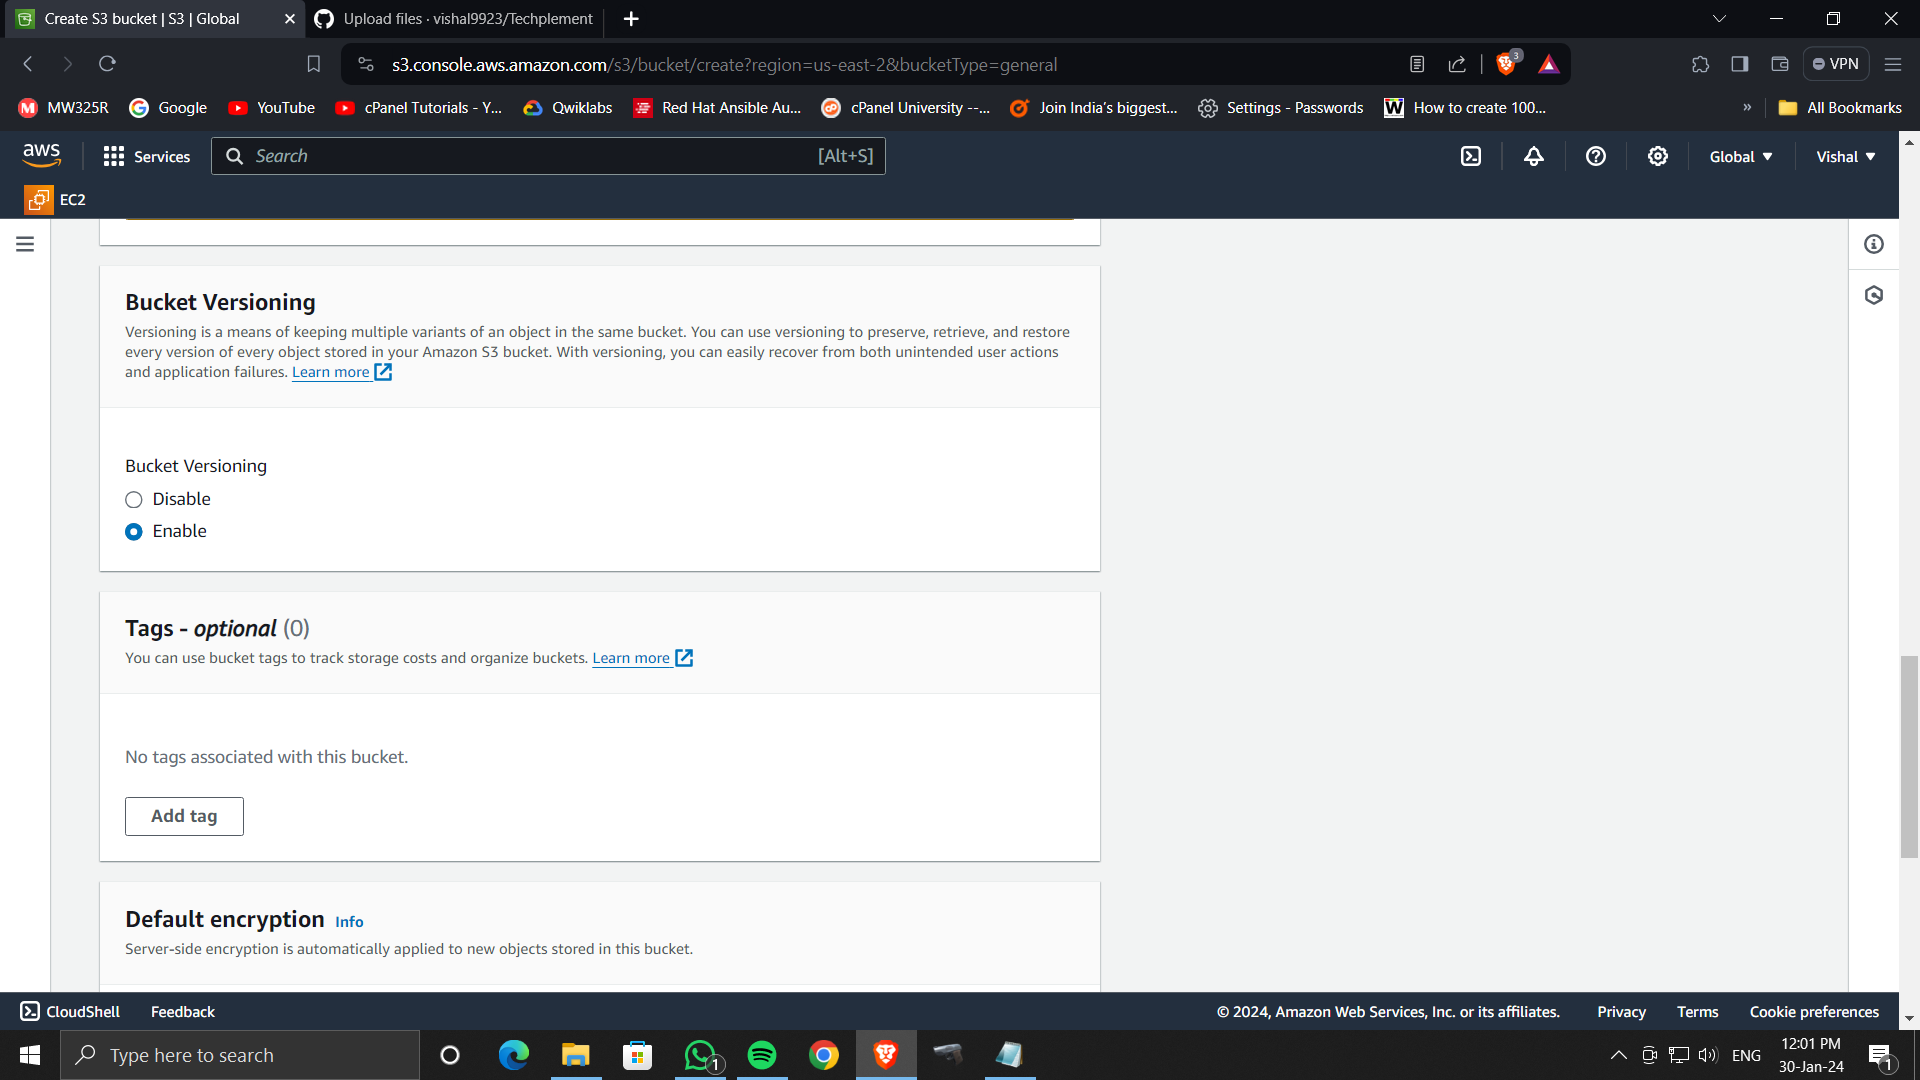 Create S3 bucket | S3 | Global
Upload files · vishal9923/Techplement
s3.console.aws.amazon.com/s3/bucket/create?region=us-east-2&bucketType=general
3
VPN
MW325R
Google
YouTube
cPanel Tutorials - Y...
Qwiklabs
Red Hat Ansible Au...
cPanel University --...
Join India's biggest...
Settings - Passwords
How to create 100...
»
All Bookmarks
aws
Services
Search
[Alt+S]
Global
Vishal
EC2
Bucket Versioning
Versioning is a means of keeping multiple variants of an object in the same bucket. You can use versioning to preserve, retrieve, and restore
every version of every object stored in your Amazon S3 bucket. With versioning, you can easily recover from both unintended user actions
and application failures. Learn more
Bucket Versioning
Disable
Enable
Tags - optional (0)
You can use bucket tags to track storage costs and organize buckets. Learn more
No tags associated with this bucket.
Add tag
Default encryption Info
Server-side encryption is automatically applied to new objects stored in this bucket.
CloudShell
Feedback
© 2024, Amazon Web Services, Inc. or its affiliates.
Privacy
Terms
Cookie preferences
Type here to search
1
ENG
12:01 PM
30-Jan-24
1